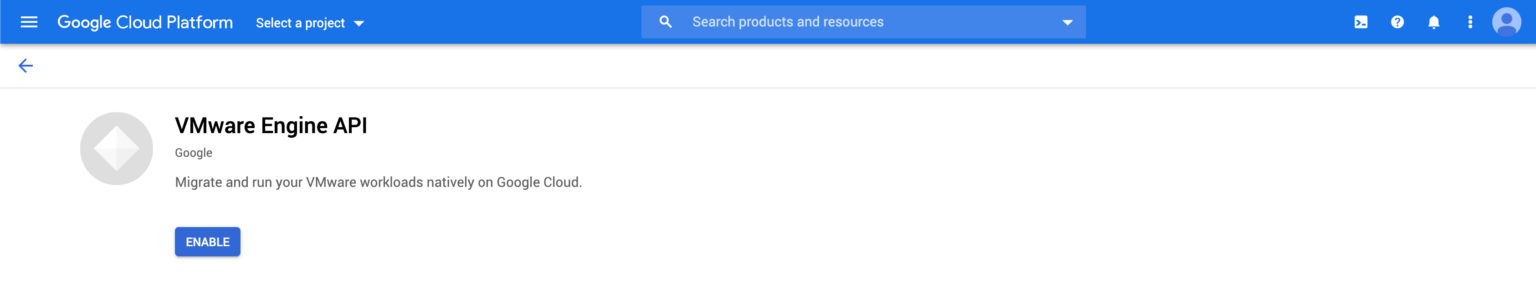 Google Cloud Platform Select a project Search products and resources
VMware Engine API
Google
Migrate and run your VMware workloads natively on Google Cloud.
ENABLE